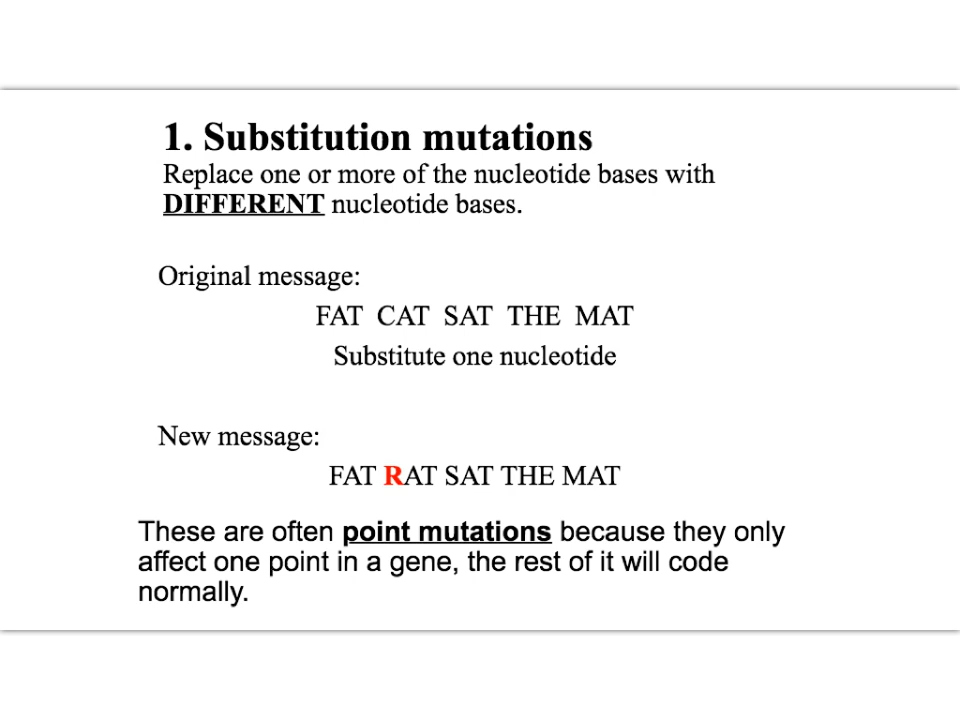 1. Substitution mutations
Replace one or more of the nucleotide bases with
DIFFERENT nucleotide bases.
Original message:
FAT CAT SAT THE MAT
Substitute one nucleotide
New message:
FAT RAT SAT THE MAT
These are often point mutations because they only
affect one point in a gene, the rest of it will code
normally.